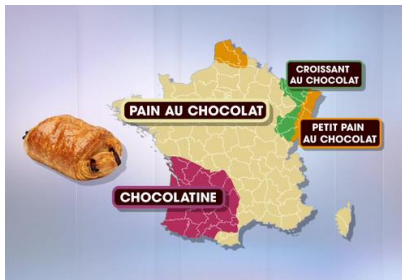 CROISSANT
AU CHOCOLAT
PAIN AU CHOCOLAT
PETIT PAIN
AU CHOCOLAT
CHOCOLATINE